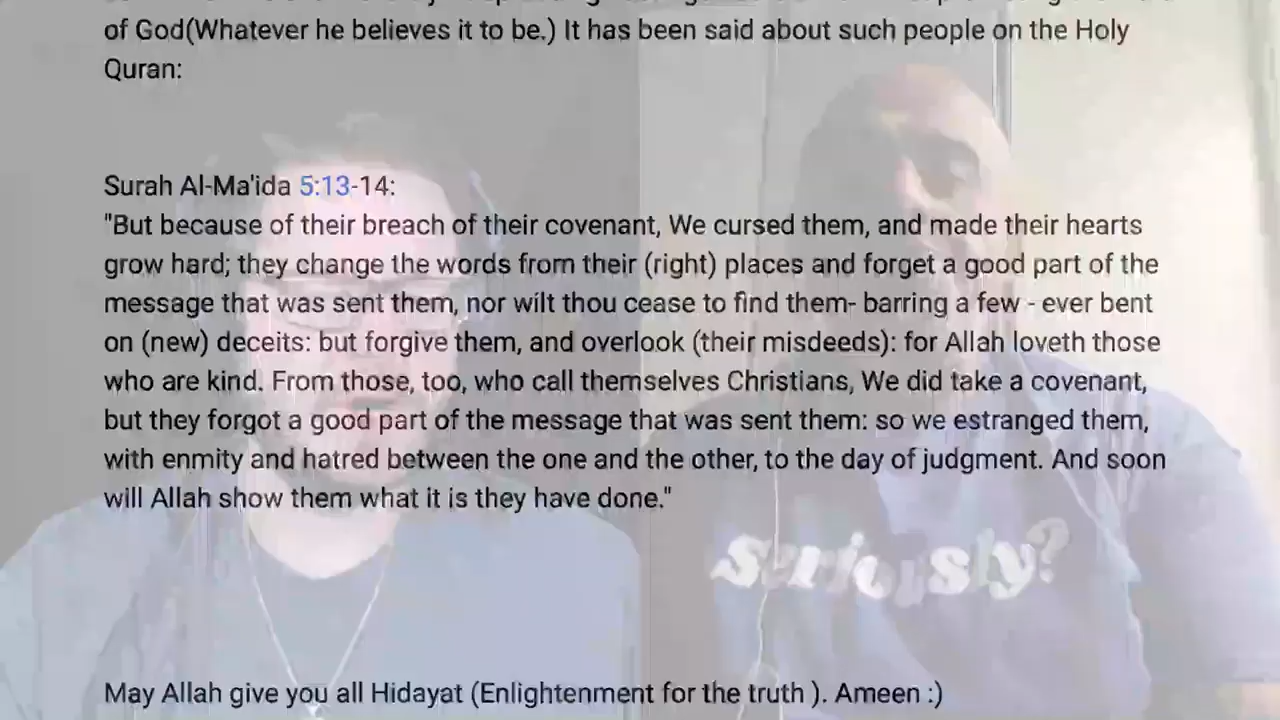 of God(Whatever he believes it to be.) It has been said about such people on the Holy
Quran:
Surah Al-Ma'ida 5:13-14:
"But because of their breach of their covenant, We cursed them, and made their hearts
grow hard; they change the words from their (right) places and forget a good part of the
message that was sent them, nor wilt thou cease to find them- barring a few - ever bent
on (new) deceits: but forgive them, and overlook (their misdeeds): for Allah loveth those
who are kind. From those, too, who call themselves Christians, We did take a covenant,
but they forgot a good part of the message that was sent them: so we estranged them,
with enmity and hatred between the one and the other, to the day of judgment. And soon
will Allah show them what it is they have done."
seriously?
May Allah give you all Hidayat (Enlightenment for the truth ). Ameen :)